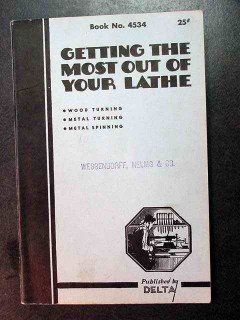 Book No. 4534 25¢
GETTING THE
MOST OUT OF
YOUR LATHE
• WOOD TURNING
• METAL TURNING
• METAL SPINNING
WESSENDORFF, NELMS & CO.
Published by
DELTA